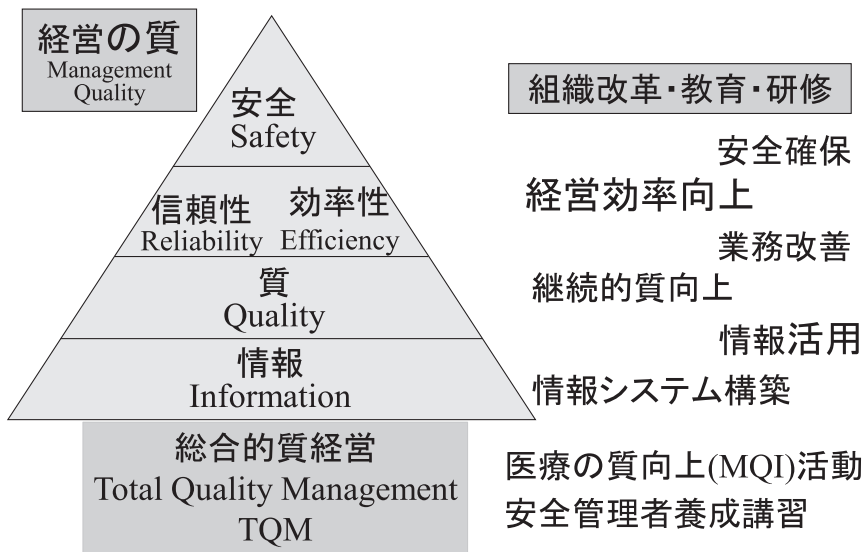 経営の質
Management
Quality
安全
Safety
信頼性 効率性
Reliability Efficiency
質
Quality
情報
Information
総合的質経営
Total Quality Management
TQM
組織改革・教育・研修
安全確保
経営効率向上
業務改善
継続的質向上
情報活用
情報システム構築
医療の質向上(MQI)活動
安全管理者養成講習